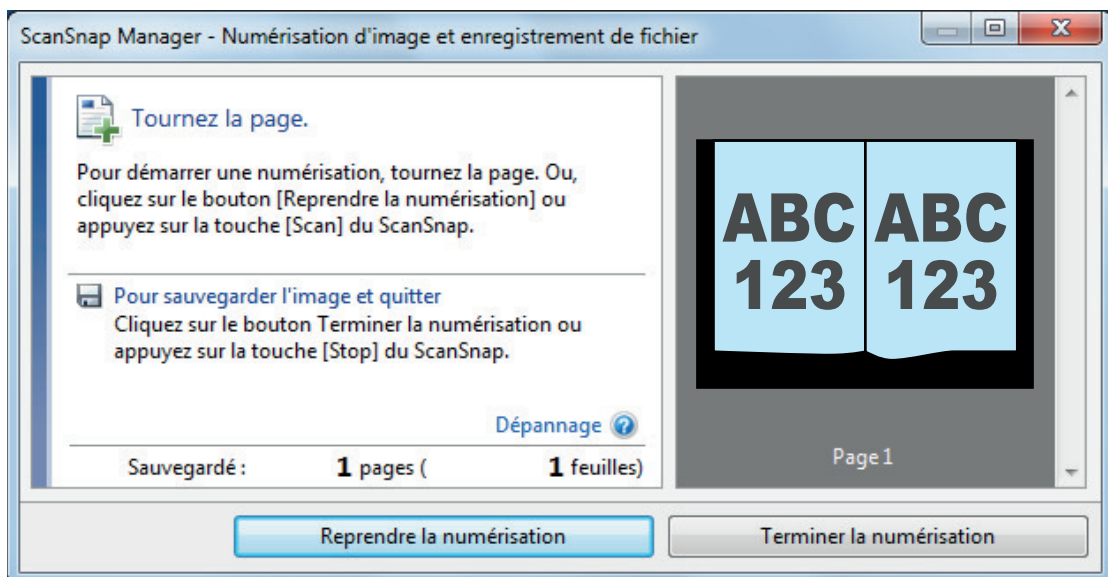 ScanSnap Manager - Numérisation d'image et enregistrement de fichier
Tournez la page.
Pour démarrer une numérisation, tournez la page. Ou,
cliquez sur le bouton [Reprendre la numérisation] ou
appuyez sur la touche [Scan] du ScanSnap.
Pour sauvegarder l'image et quitter
Cliquez sur le bouton Terminer la numérisation ou
appuyez sur la touche [Stop] du ScanSnap.
Dépannage ?
Sauvegardé : 1 pages ( 1 feuilles)
ABC ABC
123 123
Page 1
Reprendre la numérisation Terminer la numérisation